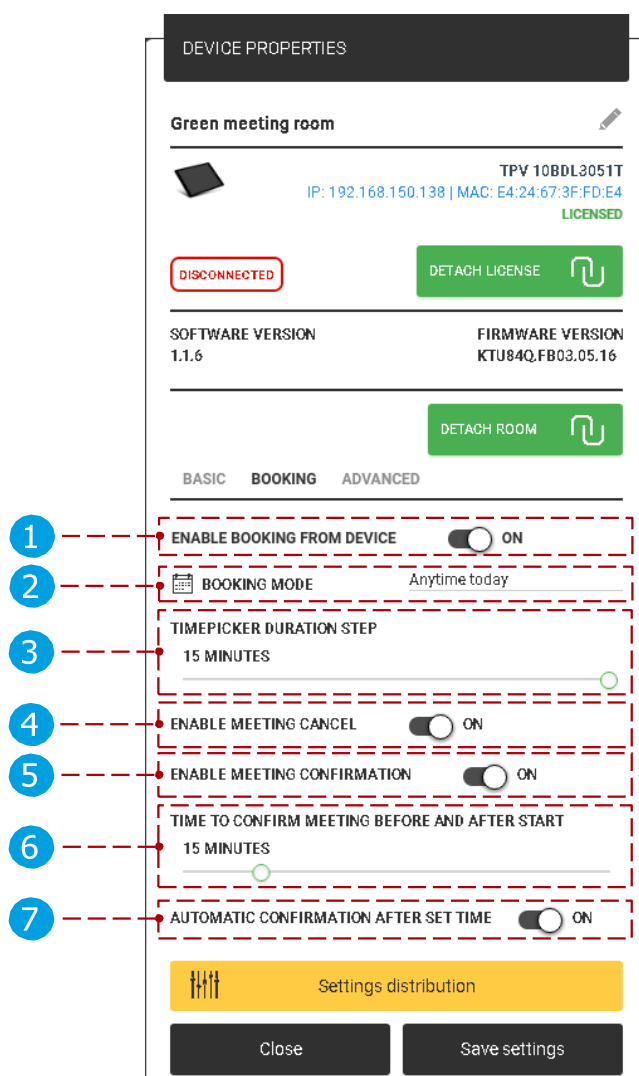 DEVICE PROPERTIES
Green meeting room
TPV 10BDL3051T
IP: 192.168.150.138 | MAC: E4:24:67:3F:FD:E4
LICENSED
DISCONNECTED
DETACH LICENSE
SOFTWARE VERSION FIRMWARE VERSION
1.1.6 KTU84Q.FB03.05.16
DETACH ROOM
BASIC BOOKING ADVANCED
1 ENABLE BOOKING FROM DEVICE ON
2 BOOKING MODE Anytime today
TIMEPICKER DURATION STEP
3 15 MINUTES
4 ENABLE MEETING CANCEL ON
5 ENABLE MEETING CONFIRMATION ON
TIME TO CONFIRM MEETING BEFORE AND AFTER START
6 15 MINUTES
7 AUTOMATIC CONFIRMATION AFTER SET TIME ON
Settings distribution
Close Save settings